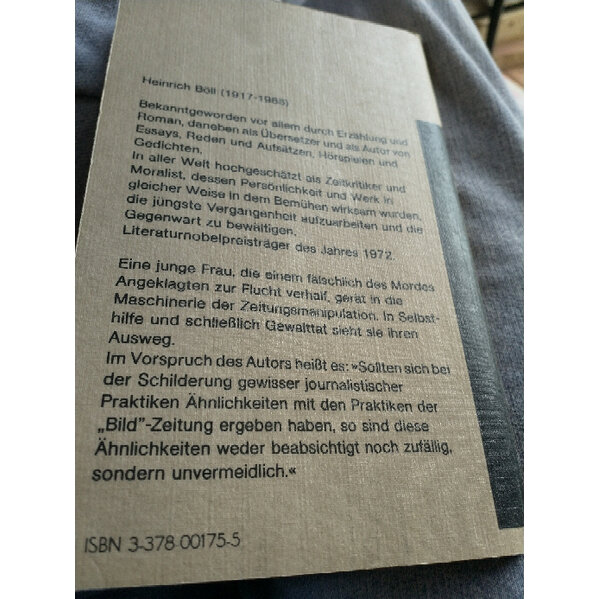 Heinrich Böll (1917-1985)
Bekanntgeworden vor allem durch Erzählung und
Roman, daneben als Übersetzer und als Autor von
Essays, Reden und Aufsätzen, Hörspielen und
Gedichten.
In aller Welt hochgeschätzt als Zeitkritiker und
Moralist, dessen Persönlichkeit und Werk in
gleicher Weise in dem Bemühen wirksam wurden,
die jüngste Vergangenheit aufzuarbeiten und die
Gegenwart zu bewältigen.
Literaturnobelpreisträger des Jahres 1972.
Eine junge Frau, die einem fälschlich des Mordes
Angeklagten zur Flucht verhalf, gerät in die
Maschinerie der Zeitungsmanipulation. In Selbst-
hilfe und schließlich Gewalttat sieht sie ihren
Ausweg.
Im Vorspruch des Autors heißt es: »Sollten sich bei
der Schilderung gewisser journalistischer
Praktiken Ähnlichkeiten mit den Praktiken der
„Bild”-Zeitung ergeben haben, so sind diese
Ähnlichkeiten weder beabsichtigt noch zufällig,
sondern unvermeidlich.«
ISBN 3-378-00175-5